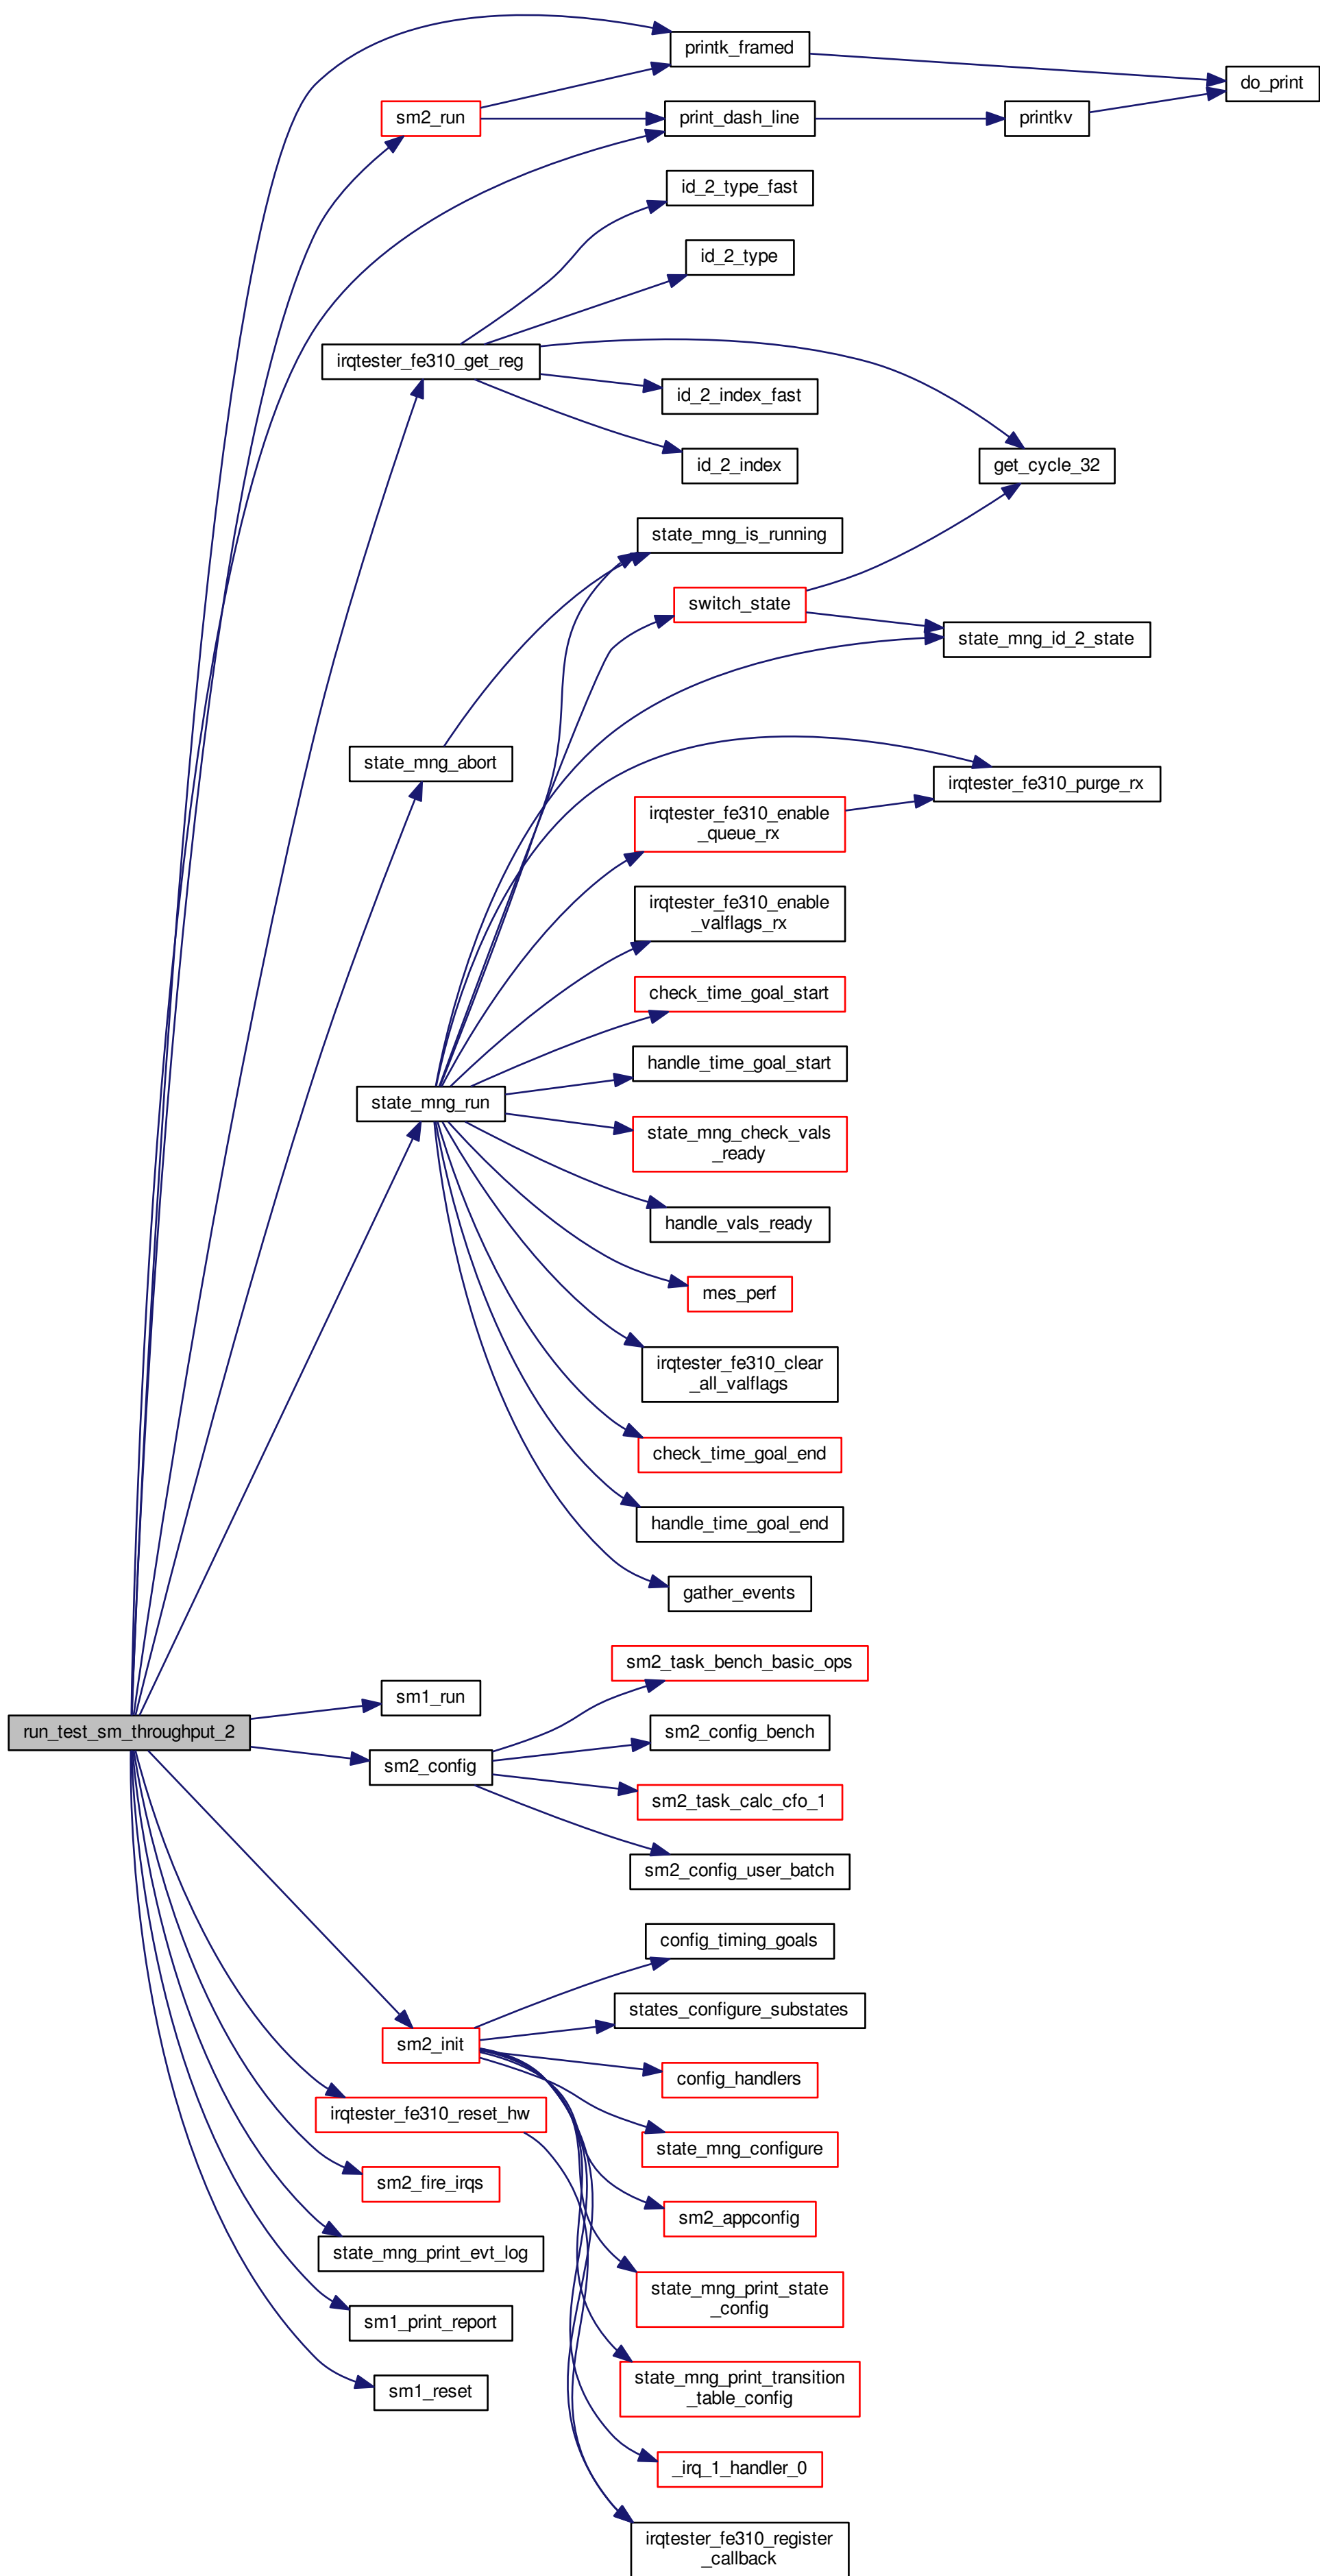 printk_framed
do_print
sm2_run
print_dash_line
printkv
id_2_type_fast
id_2_type
irqtester_fe310_get_reg
id_2_index_fast
id_2_index
get_cycle_32
state_mng_is_running
switch_state
state_mng_id_2_state
state_mng_abort
irqtester_fe310_purge_rx
irqtester_fe310_enable
_queue_rx
irqtester_fe310_enable
_valflags_rx
check_time_goal_start
handle_time_goal_start
state_mng_run
state_mng_check_vals
_ready
handle_vals_ready
mes_perf
irqtester_fe310_clear
_all_valflags
check_time_goal_end
handle_time_goal_end
gather_events
sm2_task_bench_basic_ops
sm1_run
run_test_sm_throughput_2
sm2_config_bench
sm2_config
sm2_task_calc_cfo_1
sm2_config_user_batch
config_timing_goals
states_configure_substates
sm2_init
config_handlers
irqtester_fe310_reset_hw
state_mng_configure
sm2_fire_irqs
sm2_appconfig
state_mng_print_evt_log
state_mng_print_state
_config
sm1_print_report
state_mng_print_transition
_table_config
sm1_reset
_irq_1_handler_0
irqtester_fe310_register
_callback